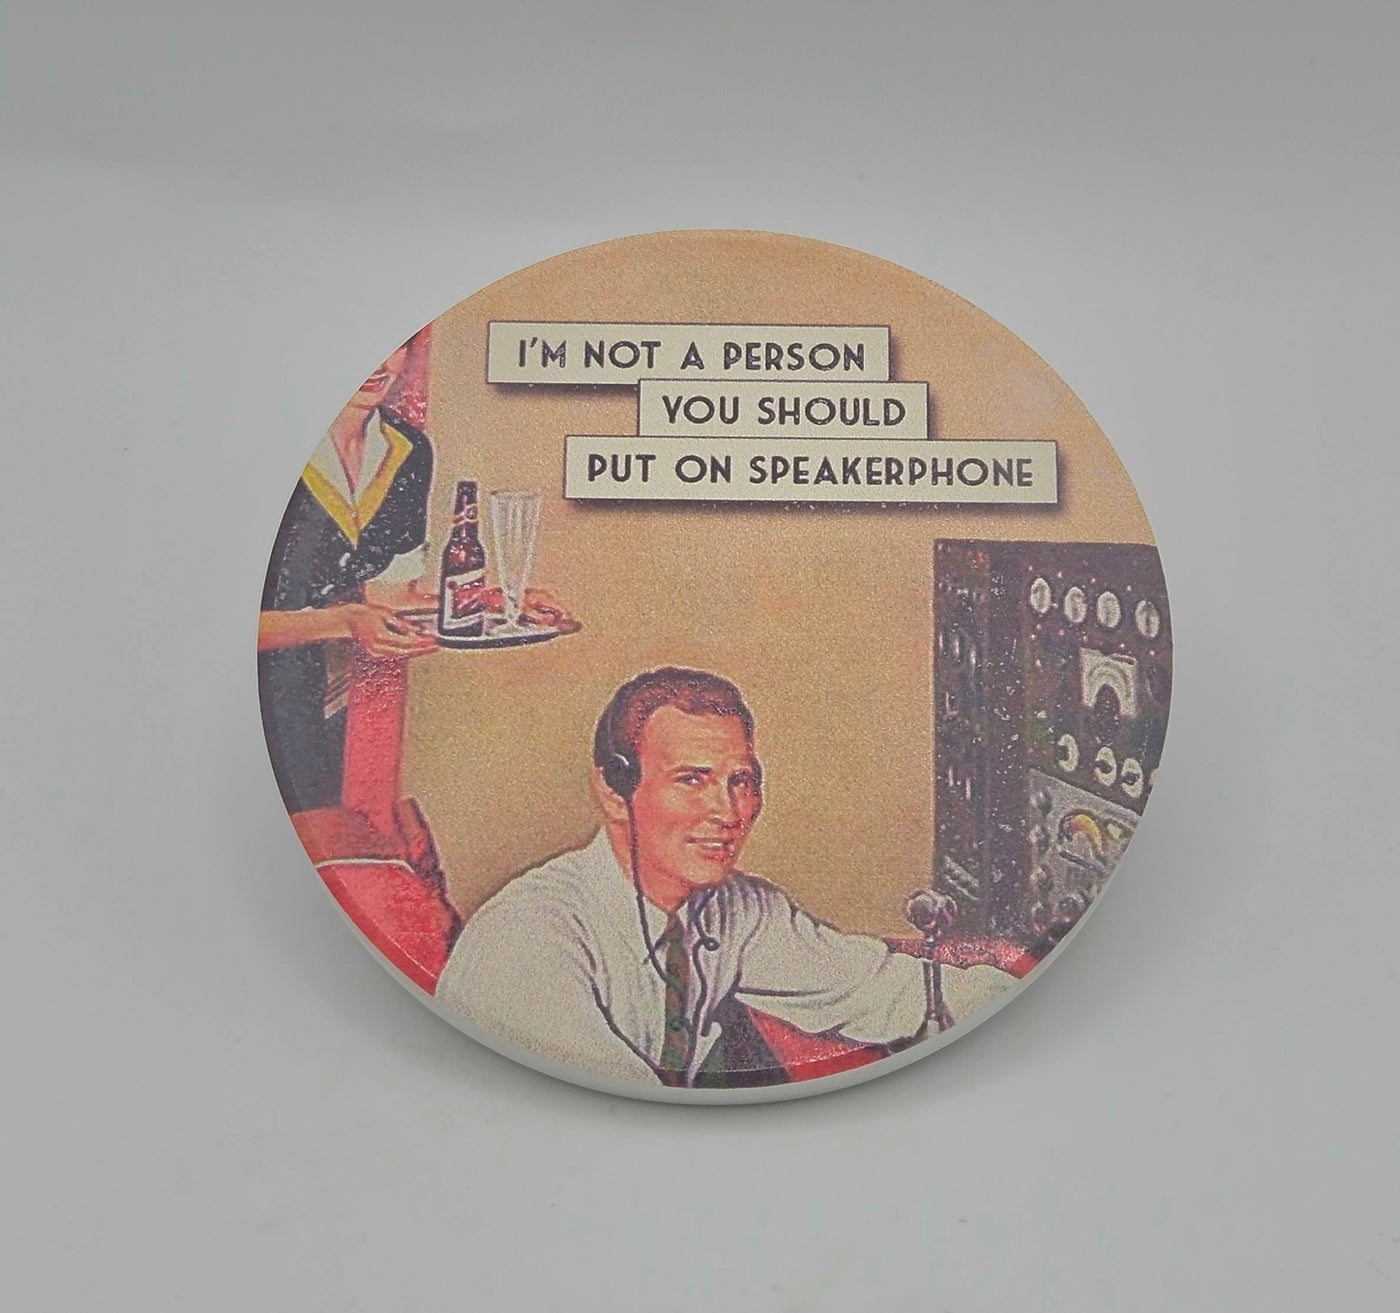 I'M NOT A PERSON
YOU SHOULD
PUT ON SPEAKERPHONE